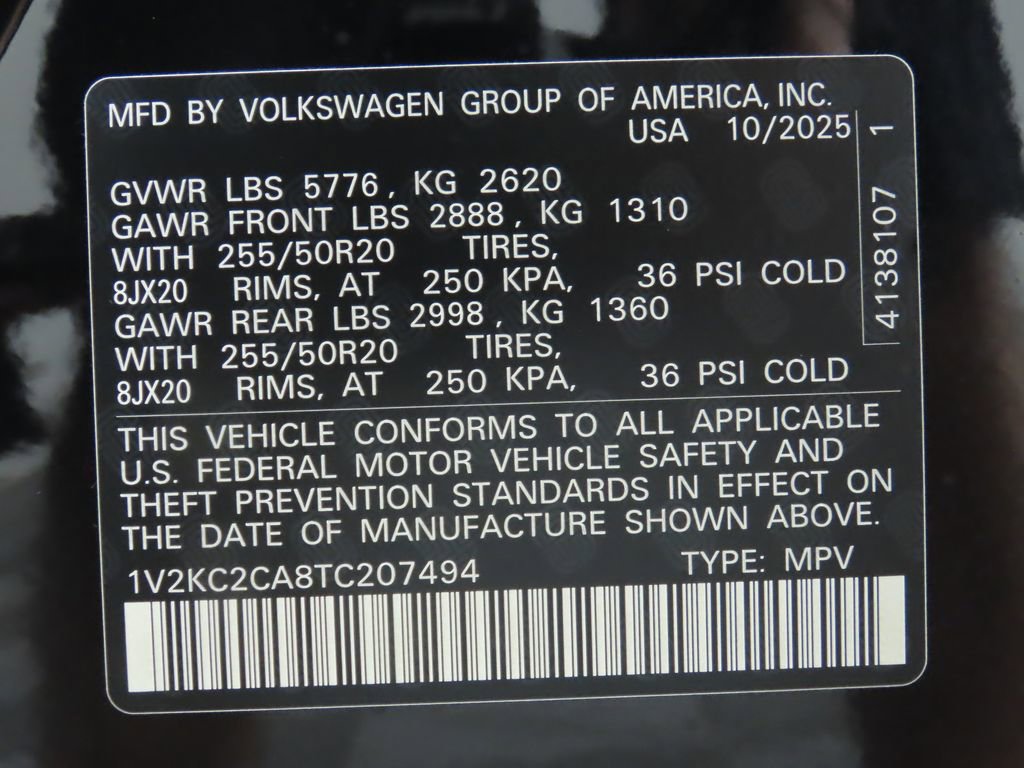 MFD BY VOLKSWAGEN GROUP OF AMERICA, INC.
USA 10/2025
GVWR LBS 5776, KG 2620
GAWR FRONT LBS 2888, KG 1310
WITH 255/50R20 TIRES,
8JX20 RIMS, AT 250 KPA, 36 PSI COLD
GAWR REAR LBS 2998, KG 1360
WITH 255/50R20 TIRES,
8JX20 RIMS, AT 250 KPA, 36 PSI COLD
4138107 1
THIS VEHICLE CONFORMS TO ALL APPLICABLE
U.S. FEDERAL MOTOR VEHICLE SAFETY AND
THEFT PREVENTION STANDARDS IN EFFECT ON
THE DATE OF MANUFACTURE SHOWN ABOVE.
1V2KC2CA8TC207494 TYPE: MPV